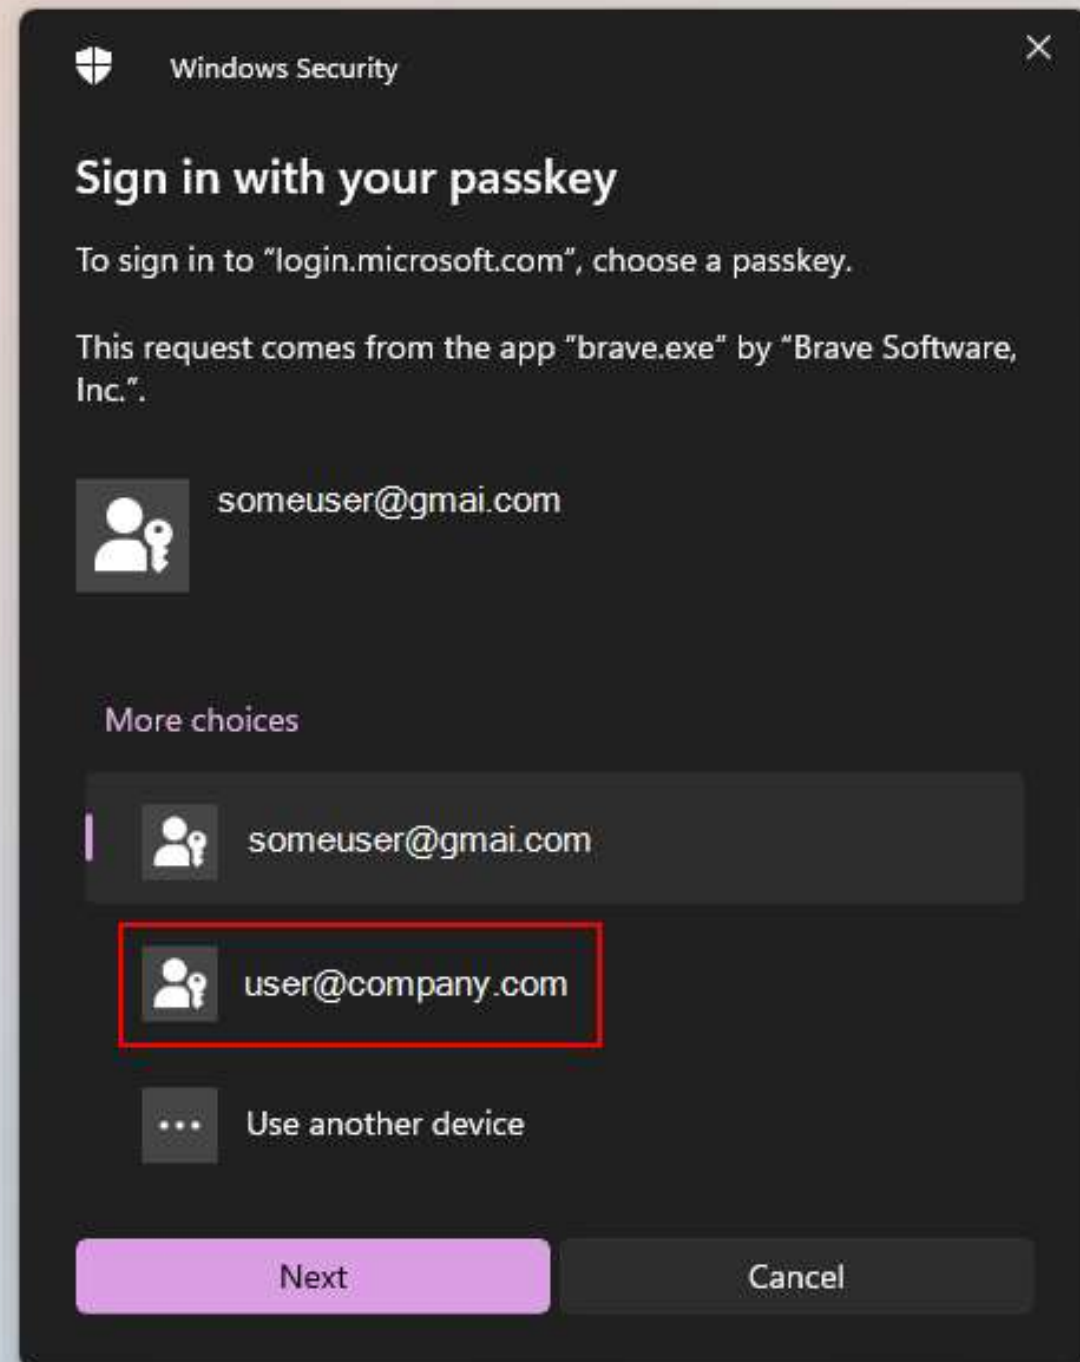 Windows Security
Sign in with your passkey
To sign in to “login.microsoft.com”, choose a passkey.
This request comes from the app “brave.exe” by “Brave Software,
Inc.”.
someuser@gmai.com
More choices
someuser@gmai.com
user@company.com
Use another device
Next
Cancel